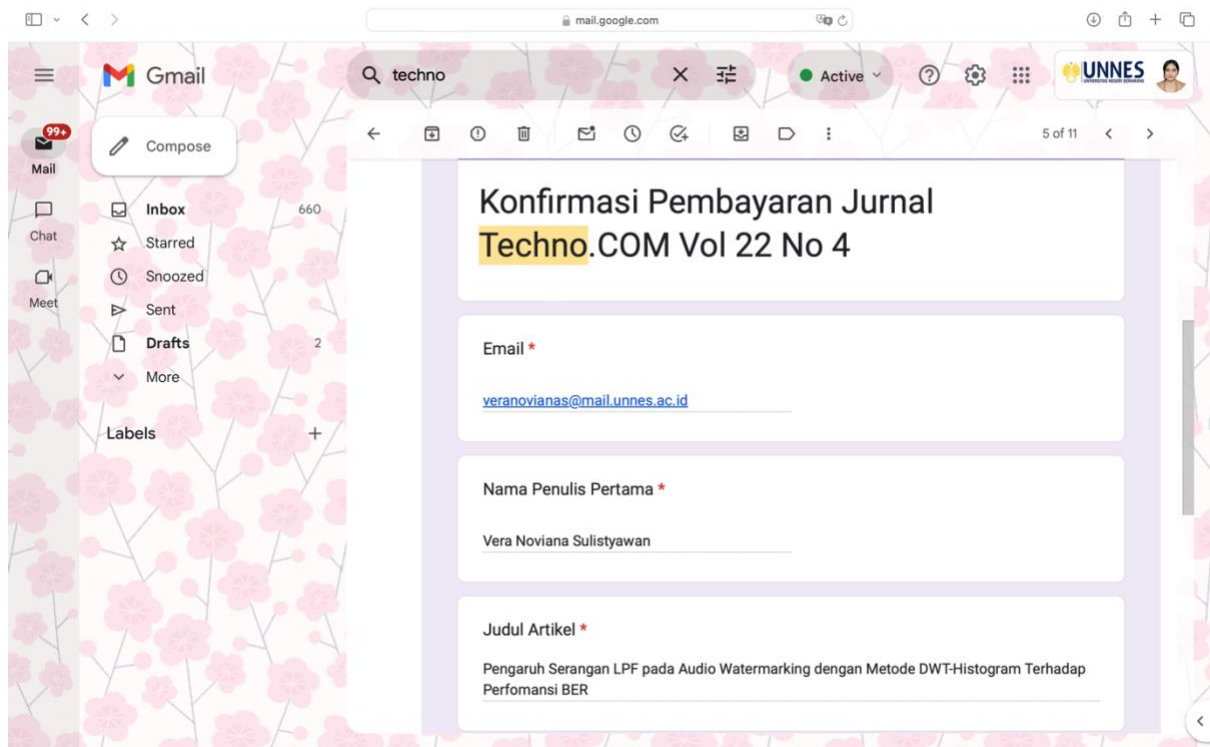 mail.google.com
Gmail
techno
Active
UNNES
99+
Mail
Compose
5 of 11
Inbox 660
Chat
Starred
Snoozed
Meet
Sent
Drafts 2
More
Labels
Konfirmasi Pembayaran Jurnal
Techno.COM Vol 22 No 4
Email *
veranovianas@mail.unnes.ac.id
Nama Penulis Pertama *
Vera Noviana Sulistyawan
Judul Artikel *
Pengaruh Serangan LPF pada Audio Watermarking dengan Metode DWT-Histogram Terhadap
Perfomansi BER